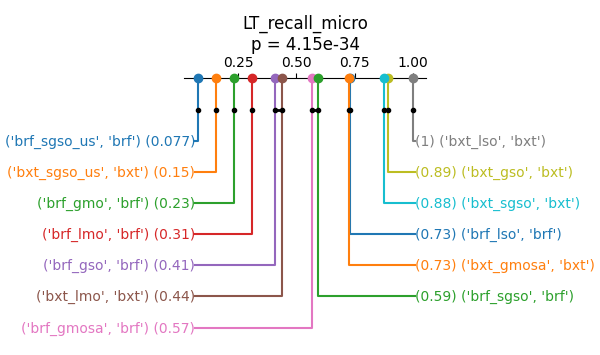 LT_recall_micro
p = 4.15e-34
0.25 0.50 0.75 1.00
('brf_sgso_us', 'brf') (0.077)
(1) ('bxt_lso', 'bxt')
('bxt_sgso_us', 'bxt') (0.15)
(0.89) ('bxt_gso', 'bxt')
('brf_gmo', 'brf') (0.23)
(0.88) ('bxt_sgso', 'bxt')
('brf_lmo', 'brf') (0.31)
(0.73) ('brf_lso', 'brf')
('brf_gso', 'brf') (0.41)
(0.73) ('bxt_gmosa', 'bxt')
('bxt_lmo', 'bxt') (0.44)
(0.59) ('brf_sgso', 'brf')
('brf_gmosa', 'brf') (0.57)